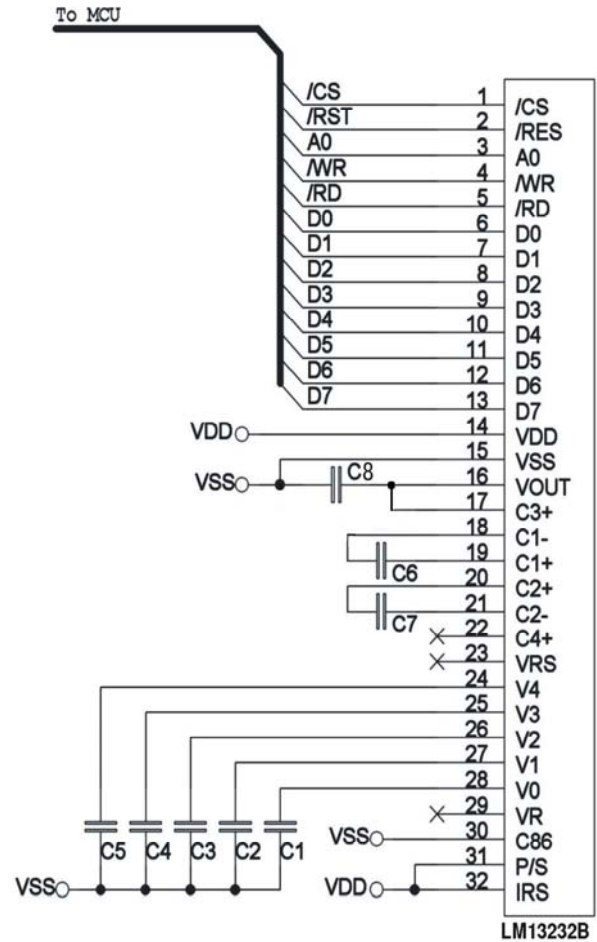 To MCU
/CS 1 /CS
/RST 2 /RES
A0 3 A0
/WR 4 /WR
/RD 5 /RD
D0 6 D0
D1 7 D1
D2 8 D2
D3 9 D3
D4 10 D4
D5 11 D5
D6 12 D6
D7 13 D7
VDD 14 VDD
15 VSS
VSS C8 16 VOUT
17 C3+
18 C1-
19 C1+
C6 20 C2+
21 C2-
C7 22 C4+
23 VRS
24 V4
25 V3
26 V2
27 V1
28 V0
29 VR
VSS 30 C86
C5 C4 C3 C2 C1
31 P/S
VSS VDD 32 IRS
LM13232B